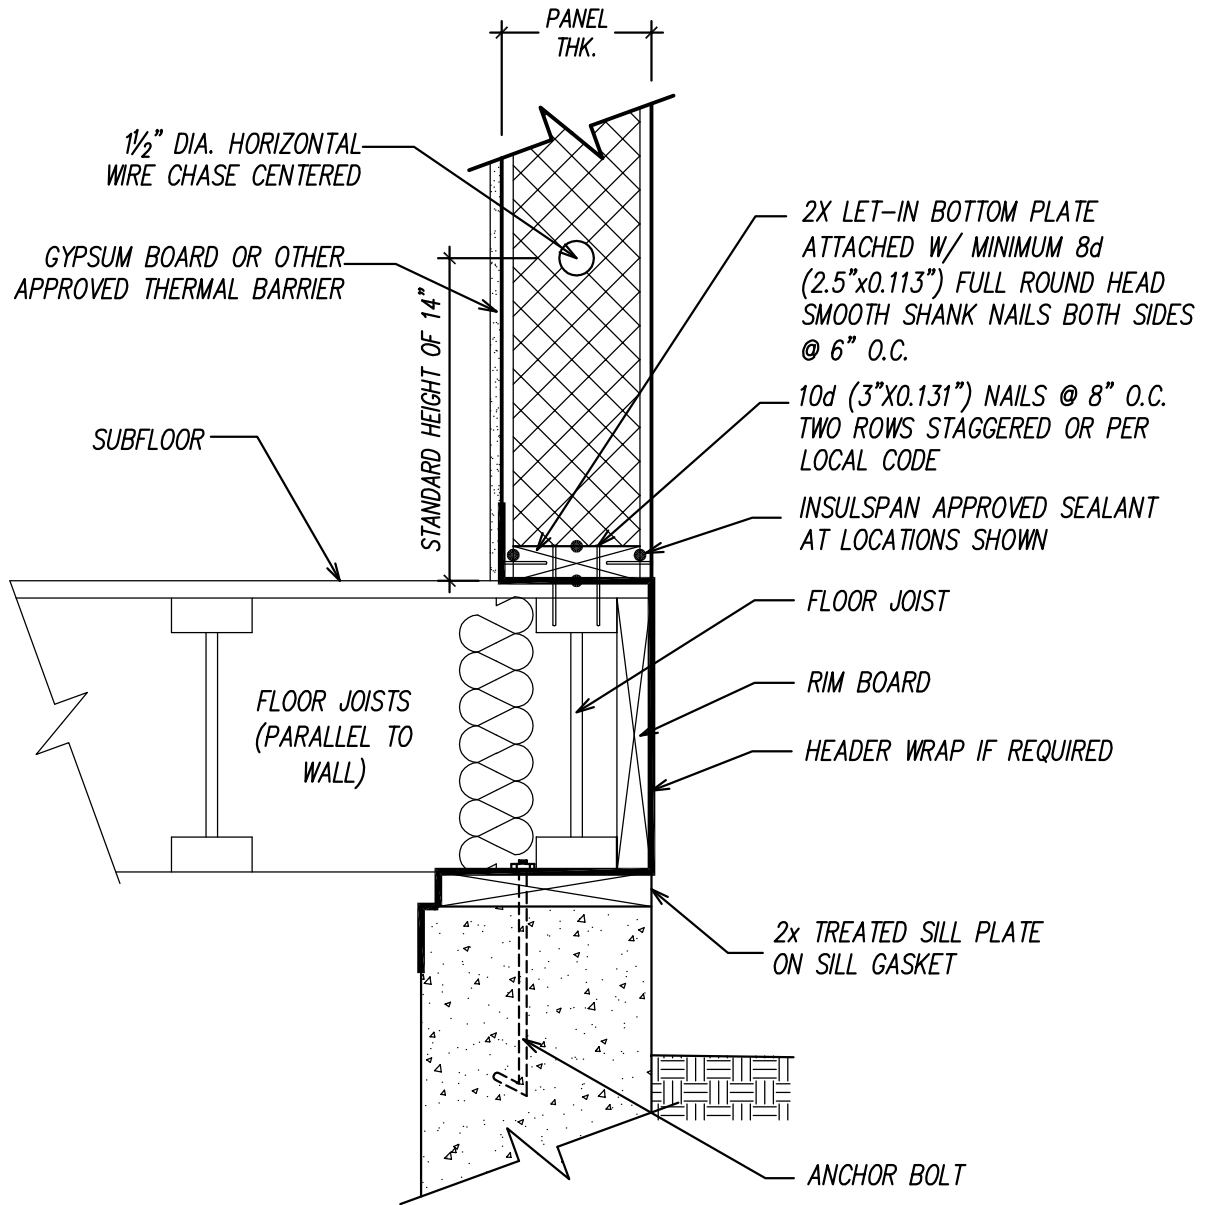 PANEL
THK.
1½" DIA. HORIZONTAL
WIRE CHASE CENTERED
GYPSUM BOARD OR OTHER
APPROVED THERMAL BARRIER
STANDARD HEIGHT OF 14"
SUBFLOOR
2X LET-IN BOTTOM PLATE
ATTACHED W/ MINIMUM 8d
(2.5"x0.113") FULL ROUND HEAD
SMOOTH SHANK NAILS BOTH SIDES
@ 6" O.C.
10d (3"X0.131") NAILS @ 8" O.C.
TWO ROWS STAGGERED OR PER
LOCAL CODE
INSULSPAN APPROVED SEALANT
AT LOCATIONS SHOWN
FLOOR JOIST
RIM BOARD
HEADER WRAP IF REQUIRED
FLOOR JOISTS
(PARALLEL TO
WALL)
2x TREATED SILL PLATE
ON SILL GASKET
ANCHOR BOLT